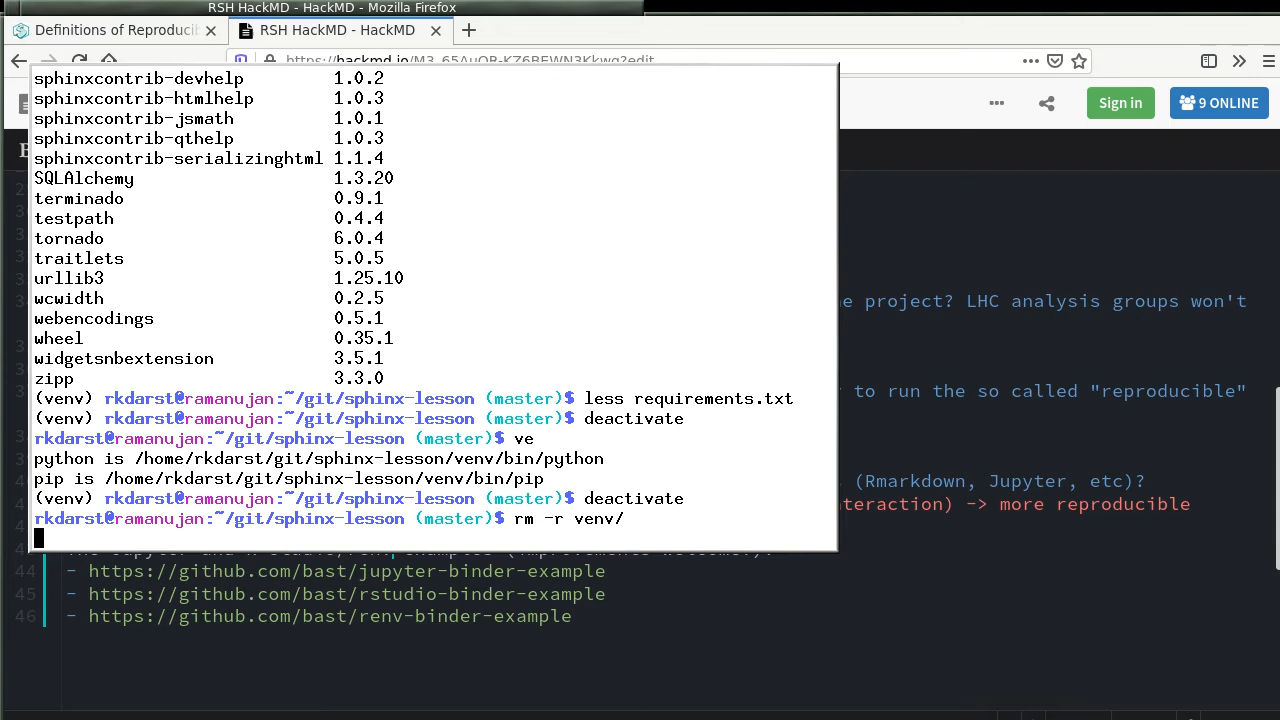 RSH HackMD - HackMD - Mozilla Firefox
Definitions of Reproducib
RSH HackMD - HackMD
sphinxcontrib-devhelp 1.0.2
sphinxcontrib-htmlhelp 1.0.3
sphinxcontrib-jsmath 1.0.1
sphinxcontrib-qthelp 1.0.3
sphinxcontrib-serializinghtml 1.1.4
SQLAlchemy 1.3.20
terminado 0.9.1
testpath 0.4.4
tornado 6.0.4
traitlets 5.0.5
urllib3 1.25.10
wcwidth 0.2.5
webencodings 0.5.1
wheel 0.35.1
widgetsnbextension 3.5.1
zipp 3.3.0
(venv) rkdarst@ramanujan:~/git/sphinx-lesson (master)$ less requirements.txt
(venv) rkdarst@ramanujan:~/git/sphinx-lesson (master)$ deactivate
rkdarst@ramanujan:~/git/sphinx-lesson (master)$ ve
python is /home/rkdarst/git/sphinx-lesson/venv/bin/python
pip is /home/rkdarst/git/sphinx-lesson/venv/bin/pip
(venv) rkdarst@ramanujan:~/git/sphinx-lesson (master)$ deactivate
rkdarst@ramanujan:~/git/sphinx-lesson (master)$ rm -r venv/
Sign in
9 ONLINE
e project? LHC analysis groups won't
r to run the so called "reproducible"
(Rmarkdown, Jupyter, etc)?
nteraction) -> more reproducible
44 - https://github.com/bast/jupyter-binder-example
45 - https://github.com/bast/rstudio-binder-example
46 - https://github.com/bast/renv-binder-example